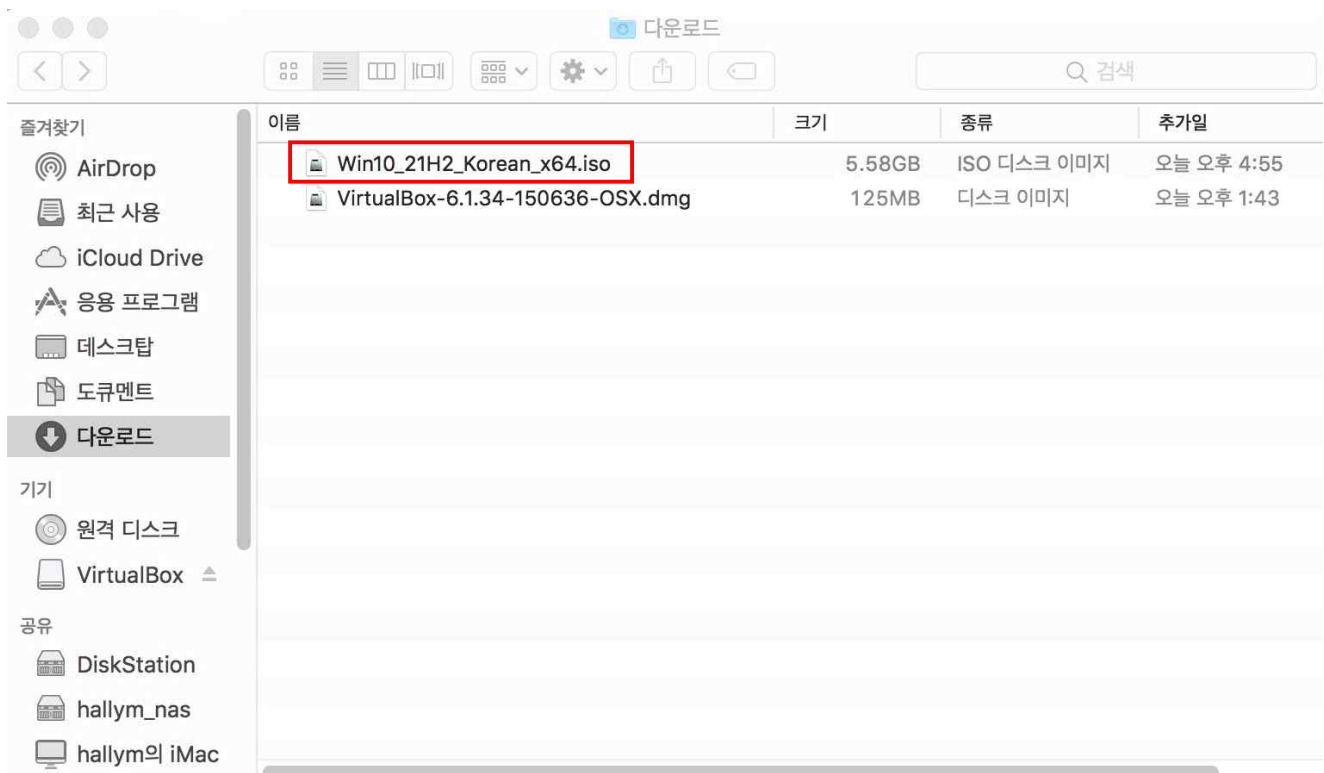 다운로드
검색
즐겨찾기
AirDrop
최근 사용
iCloud Drive
응용 프로그램
데스크탑
도큐멘트
다운로드
기기
원격 디스크
VirtualBox
공유
DiskStation
hallym_nas
hallym의 iMac
이름 크기 종류 추가일
Win10_21H2_Korean_x64.iso 5.58GB ISO 디스크 이미지 오늘 오후 4:55
VirtualBox-6.1.34-150636-OSX.dmg 125MB 디스크 이미지 오늘 오후 1:43